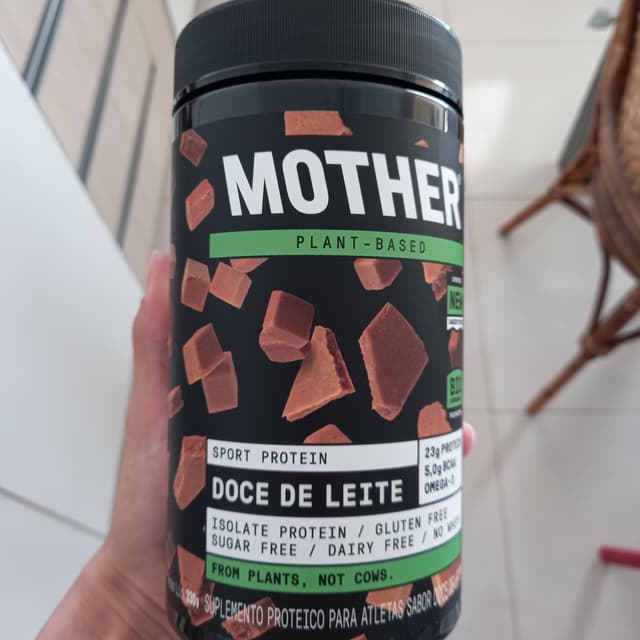 MOTHER
PLANT-BASED
NEW
SPORT PROTEIN
DOCE DE LEITE
23g PROTEIN
5,0g BCAA
OMEGA-3
ISOLATE PROTEIN / GLUTEN FREE
SUGAR FREE / DAIRY FREE / NO WHEY
FROM PLANTS, NOT COWS.
SUPLEMENTO PROTEICO PARA ATLETAS SABOR